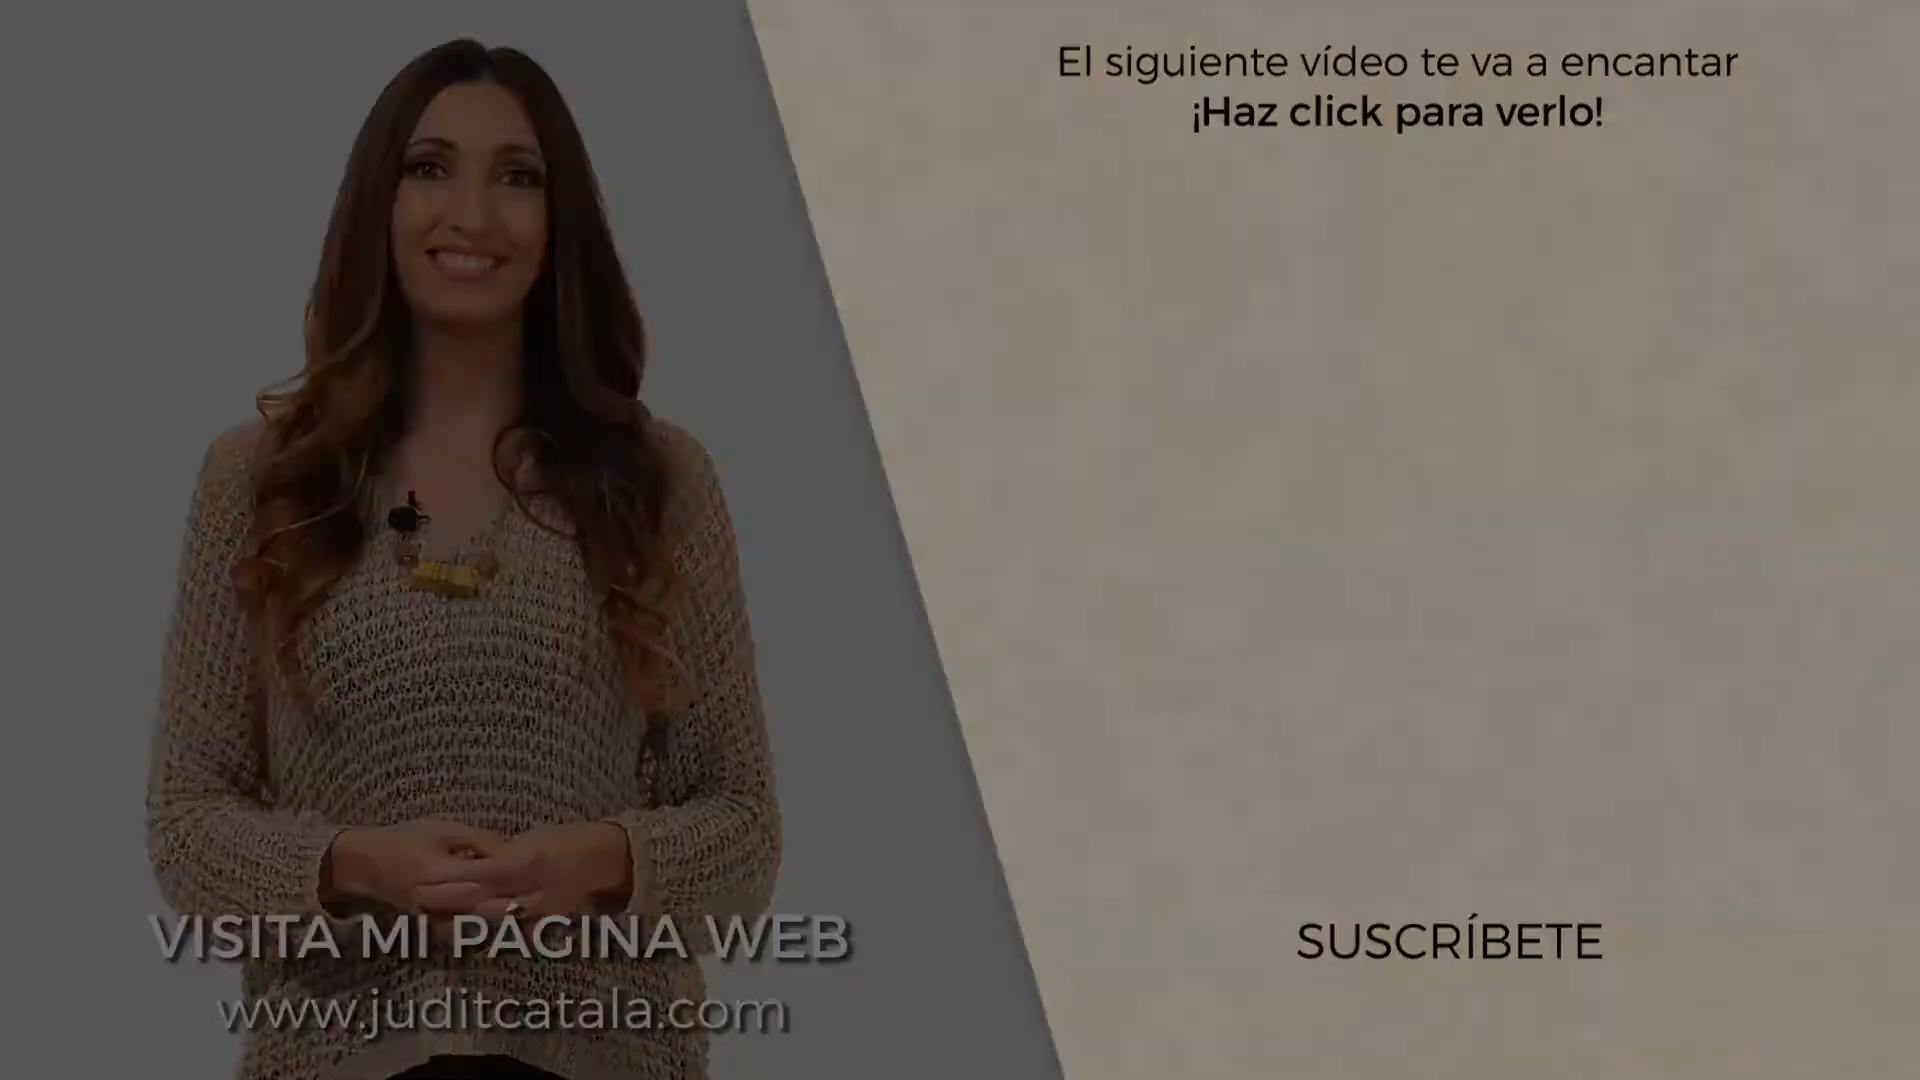 El siguiente vídeo te va a encantar
¡Haz click para verlo!
VISITA MI PÁGINA WEB
www.juditcatala.com
SUSCRÍBETE